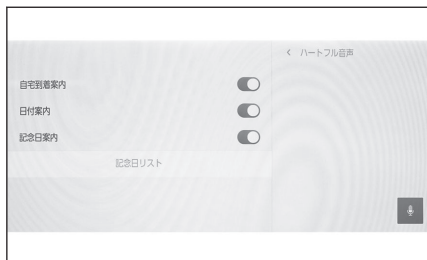 ハートフル音声
自宅到着案内
日付案内
記念日案内
記念日リスト